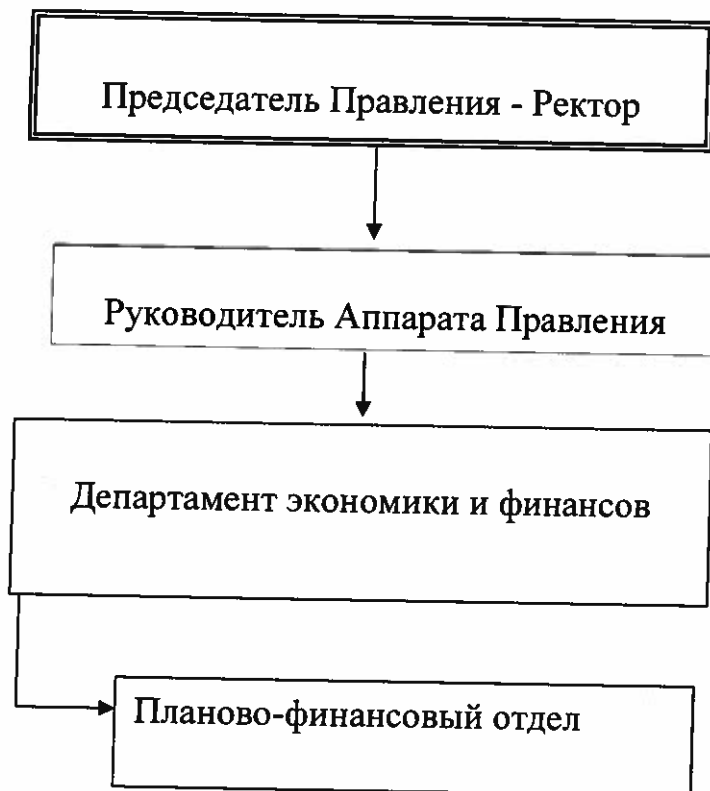 Председатель Правления - Ректор
Руководитель Аппарата Правления
Департамент экономики и финансов
Планово-финансовый отдел